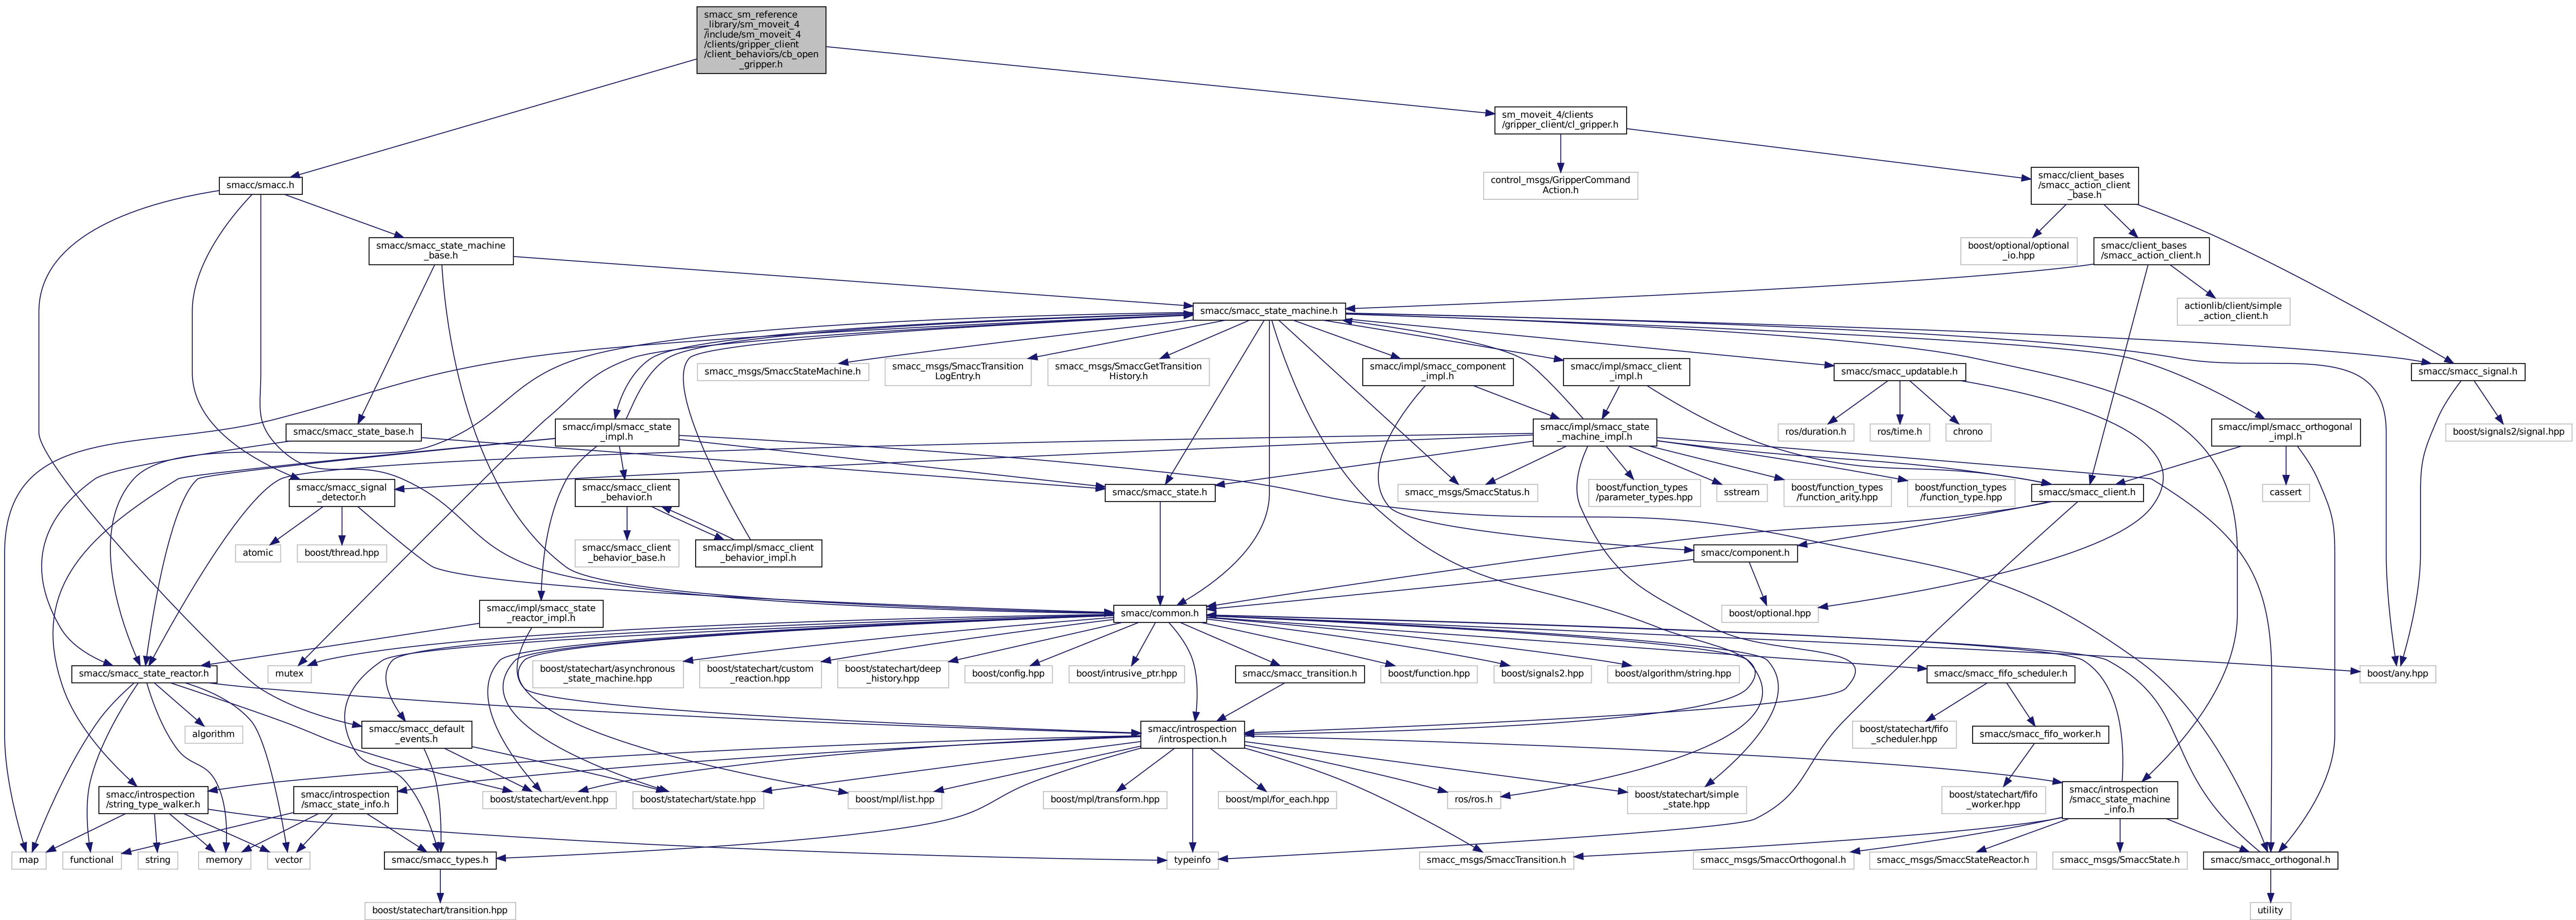 smacc_sm_reference
_library/sm_moveit_4
/include/sm_moveit_4
/clients/gripper_client
/client_behaviors/cb_open
_gripper.h
sm_moveit_4/clients
/gripper_client/cl_gripper.h
smacc/smacc.h
control_msgs/GripperCommand
Action.h
smacc/client_bases
/smacc_action_client
_base.h
smacc/smacc_state_machine
_base.h
boost/optional/optional
_io.hpp
smacc/client_bases
/smacc_action_client.h
smacc/smacc_state_machine.h
actionlib/client/simple
_action_client.h
smacc_msgs/SmaccStateMachine.h
smacc_msgs/SmaccTransition
LogEntry.h
smacc_msgs/SmaccGetTransition
History.h
smacc/impl/smacc_component
_impl.h
smacc/impl/smacc_client
_impl.h
smacc/smacc_updatable.h
smacc/smacc_signal.h
smacc/smacc_state_base.h
smacc/impl/smacc_state
_impl.h
smacc/impl/smacc_state
_machine_impl.h
ros/duration.h
ros/time.h
chrono
smacc/impl/smacc_orthogonal
_impl.h
boost/signals2/signal.hpp
smacc/smacc_signal
_detector.h
smacc/smacc_client
_behavior.h
smacc/smacc_state.h
smacc_msgs/SmaccStatus.h
boost/function_types
/parameter_types.hpp
sstream
boost/function_types
/function_arity.hpp
boost/function_types
/function_type.hpp
smacc/smacc_client.h
cassert
atomic
boost/thread.hpp
smacc/smacc_client
_behavior_base.h
smacc/impl/smacc_client
_behavior_impl.h
smacc/component.h
smacc/impl/smacc_state
_reactor_impl.h
smacc/common.h
boost/optional.hpp
smacc/smacc_state_reactor.h
mutex
boost/statechart/asynchronous
_state_machine.hpp
boost/statechart/custom
_reaction.hpp
boost/statechart/deep
_history.hpp
boost/config.hpp
boost/intrusive_ptr.hpp
smacc/smacc_transition.h
boost/function.hpp
boost/signals2.hpp
boost/algorithm/string.hpp
smacc/smacc_fifo_scheduler.h
boost/any.hpp
algorithm
smacc/smacc_default
_events.h
smacc/introspection
/introspection.h
boost/statechart/fifo
_scheduler.hpp
smacc/smacc_fifo_worker.h
smacc/introspection
/string_type_walker.h
smacc/introspection
/smacc_state_info.h
boost/statechart/event.hpp
boost/statechart/state.hpp
boost/mpl/list.hpp
boost/mpl/transform.hpp
boost/mpl/for_each.hpp
ros/ros.h
boost/statechart/simple
_state.hpp
boost/statechart/fifo
_worker.hpp
smacc/introspection
/smacc_state_machine
_info.h
map
functional
string
memory
vector
smacc/smacc_types.h
typeinfo
smacc_msgs/SmaccTransition.h
smacc_msgs/SmaccOrthogonal.h
smacc_msgs/SmaccStateReactor.h
smacc_msgs/SmaccState.h
smacc/smacc_orthogonal.h
boost/statechart/transition.hpp
utility